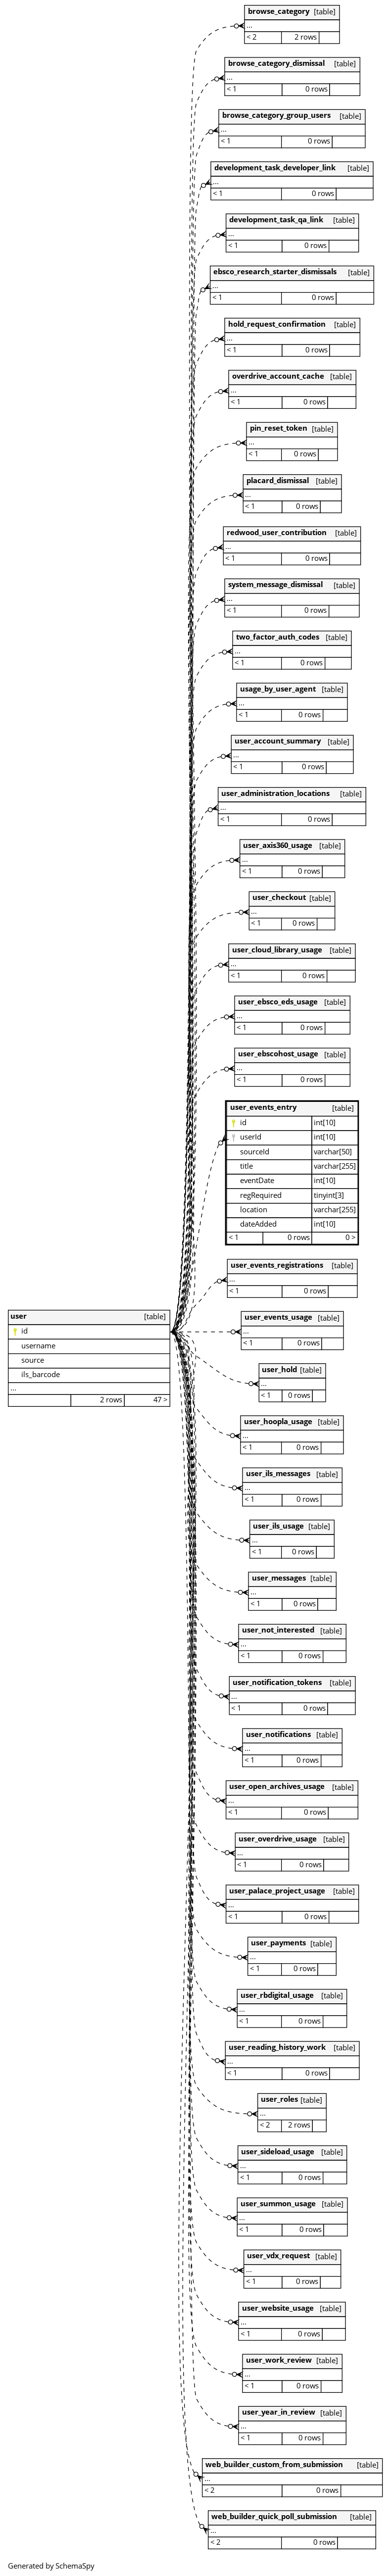 browse_category [table]
...
< 2 2 rows
browse_category_dismissal [table]
...
< 1 0 rows
browse_category_group_users [table]
...
< 1 0 rows
development_task_developer_link [table]
...
< 1 0 rows
development_task_qa_link [table]
...
< 1 0 rows
ebsco_research_starter_dismissals [table]
...
< 1 0 rows
hold_request_confirmation [table]
...
< 1 0 rows
overdrive_account_cache [table]
...
< 1 0 rows
pin_reset_token [table]
...
< 1 0 rows
placard_dismissal [table]
...
< 1 0 rows
redwood_user_contribution [table]
...
< 1 0 rows
system_message_dismissal [table]
...
< 1 0 rows
two_factor_auth_codes [table]
...
< 1 0 rows
usage_by_user_agent [table]
...
< 1 0 rows
user_account_summary [table]
...
< 1 0 rows
user_administration_locations [table]
...
< 1 0 rows
user_axis360_usage [table]
...
< 1 0 rows
user_checkout [table]
...
< 1 0 rows
user_cloud_library_usage [table]
...
< 1 0 rows
user_ebsco_eds_usage [table]
...
< 1 0 rows
user_ebscohost_usage [table]
...
< 1 0 rows
user_events_entry [table]
id int[10]
userId int[10]
sourceId varchar[50]
title varchar[255]
eventDate int[10]
regRequired tinyint[3]
location varchar[255]
dateAdded int[10]
< 1 0 rows 0 >
user_events_registrations [table]
...
< 1 0 rows
user [table]
id
username
source
ils_barcode
...
2 rows 47 >
user_events_usage [table]
...
< 1 0 rows
user_hold [table]
...
< 1 0 rows
user_hoopla_usage [table]
...
< 1 0 rows
user_ils_messages [table]
...
< 1 0 rows
user_ils_usage [table]
...
< 1 0 rows
user_messages [table]
...
< 1 0 rows
user_not_interested [table]
...
< 1 0 rows
user_notification_tokens [table]
...
< 1 0 rows
user_notifications [table]
...
< 1 0 rows
user_open_archives_usage [table]
...
< 1 0 rows
user_overdrive_usage [table]
...
< 1 0 rows
user_palace_project_usage [table]
...
< 1 0 rows
user_payments [table]
...
< 1 0 rows
user_rbdigital_usage [table]
...
< 1 0 rows
user_reading_history_work [table]
...
< 1 0 rows
user_roles [table]
...
< 2 2 rows
user_sideload_usage [table]
...
< 1 0 rows
user_summon_usage [table]
...
< 1 0 rows
user_vdx_request [table]
...
< 1 0 rows
user_website_usage [table]
...
< 1 0 rows
user_work_review [table]
...
< 1 0 rows
user_year_in_review [table]
...
< 1 0 rows
web_builder_custom_from_submission [table]
...
< 2 0 rows
web_builder_quick_poll_submission [table]
...
< 2 0 rows
Generated by SchemaSpy